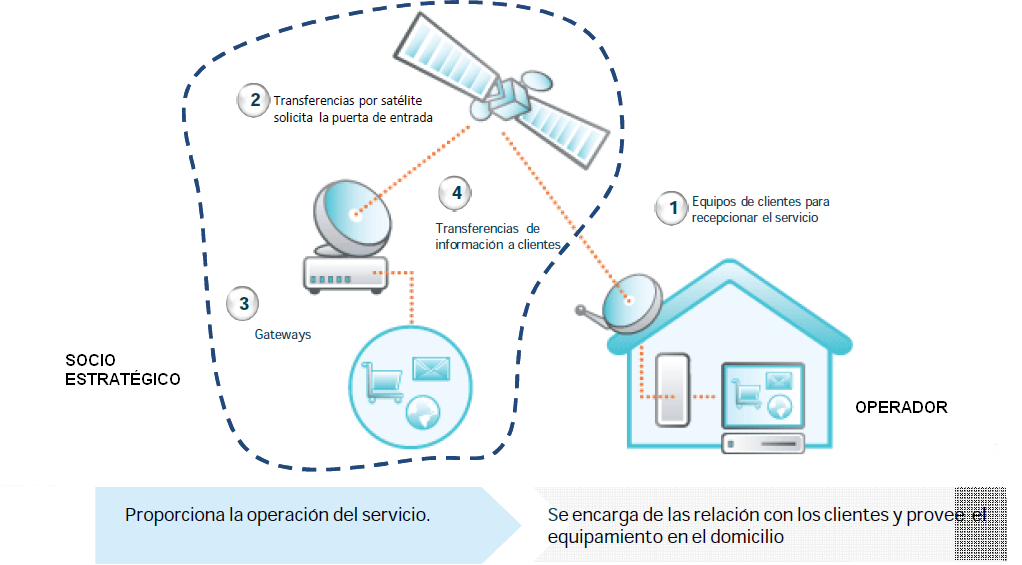 2
Transferencias por satélite
solicita la puerta de entrada
4
Transferencias de
información a clientes
1
Equipos de clientes para
recepcionar el servicio
3
Gateways
SOCIO
ESTRATÉGICO
OPERADOR
Proporciona la operación del servicio.
Se encarga de las relación con los clientes y provee el
equipamiento en el domicilio